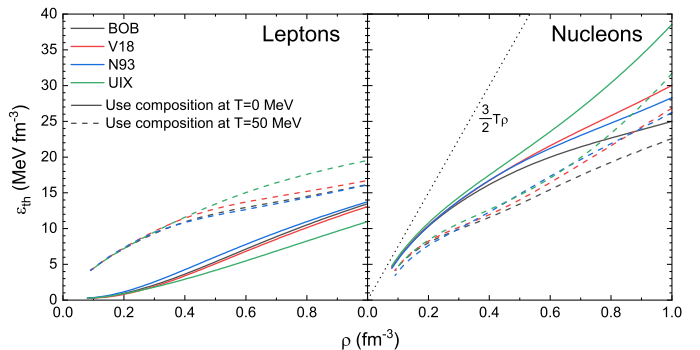 Leptons
Nucleons
BOB
V18
N93
UIX
Use composition at T=0 MeV
Use composition at T=50 MeV
3/2 Tρ
ε_th (MeV fm⁻³)
40
35
30
25
20
15
10
5
0
0.0 0.2 0.4 0.6 0.8 0.0 0.2 0.4 0.6 0.8 1.0
ρ (fm⁻³)